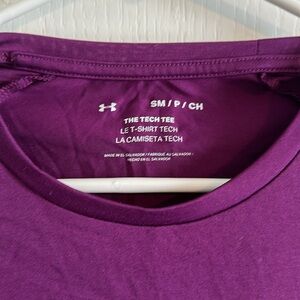 SM / P / CH
THE TECH TEE
LE T-SHIRT TECH
LA CAMISETA TECH
MADE IN EL SALVADOR / FABRIQUÉ AU SALVADOR /
HECHO EN EL SALVADOR